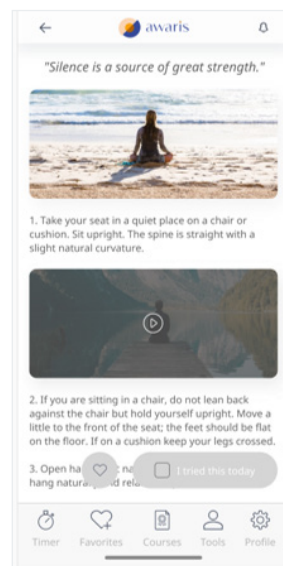 awaris
"Silence is a source of great strength."
1. Take your seat in a quiet place on a chair or
cushion. Sit upright. The spine is straight with a
slight natural curvature.
2. If you are sitting in a chair, do not lean back
against the chair but hold yourself upright. Move a
little to the front of the seat; the feet should be flat
on the floor. If on a cushion keep your legs crossed.
3. Open
I tried this today
hang
Timer Favorites Courses Tools Profile